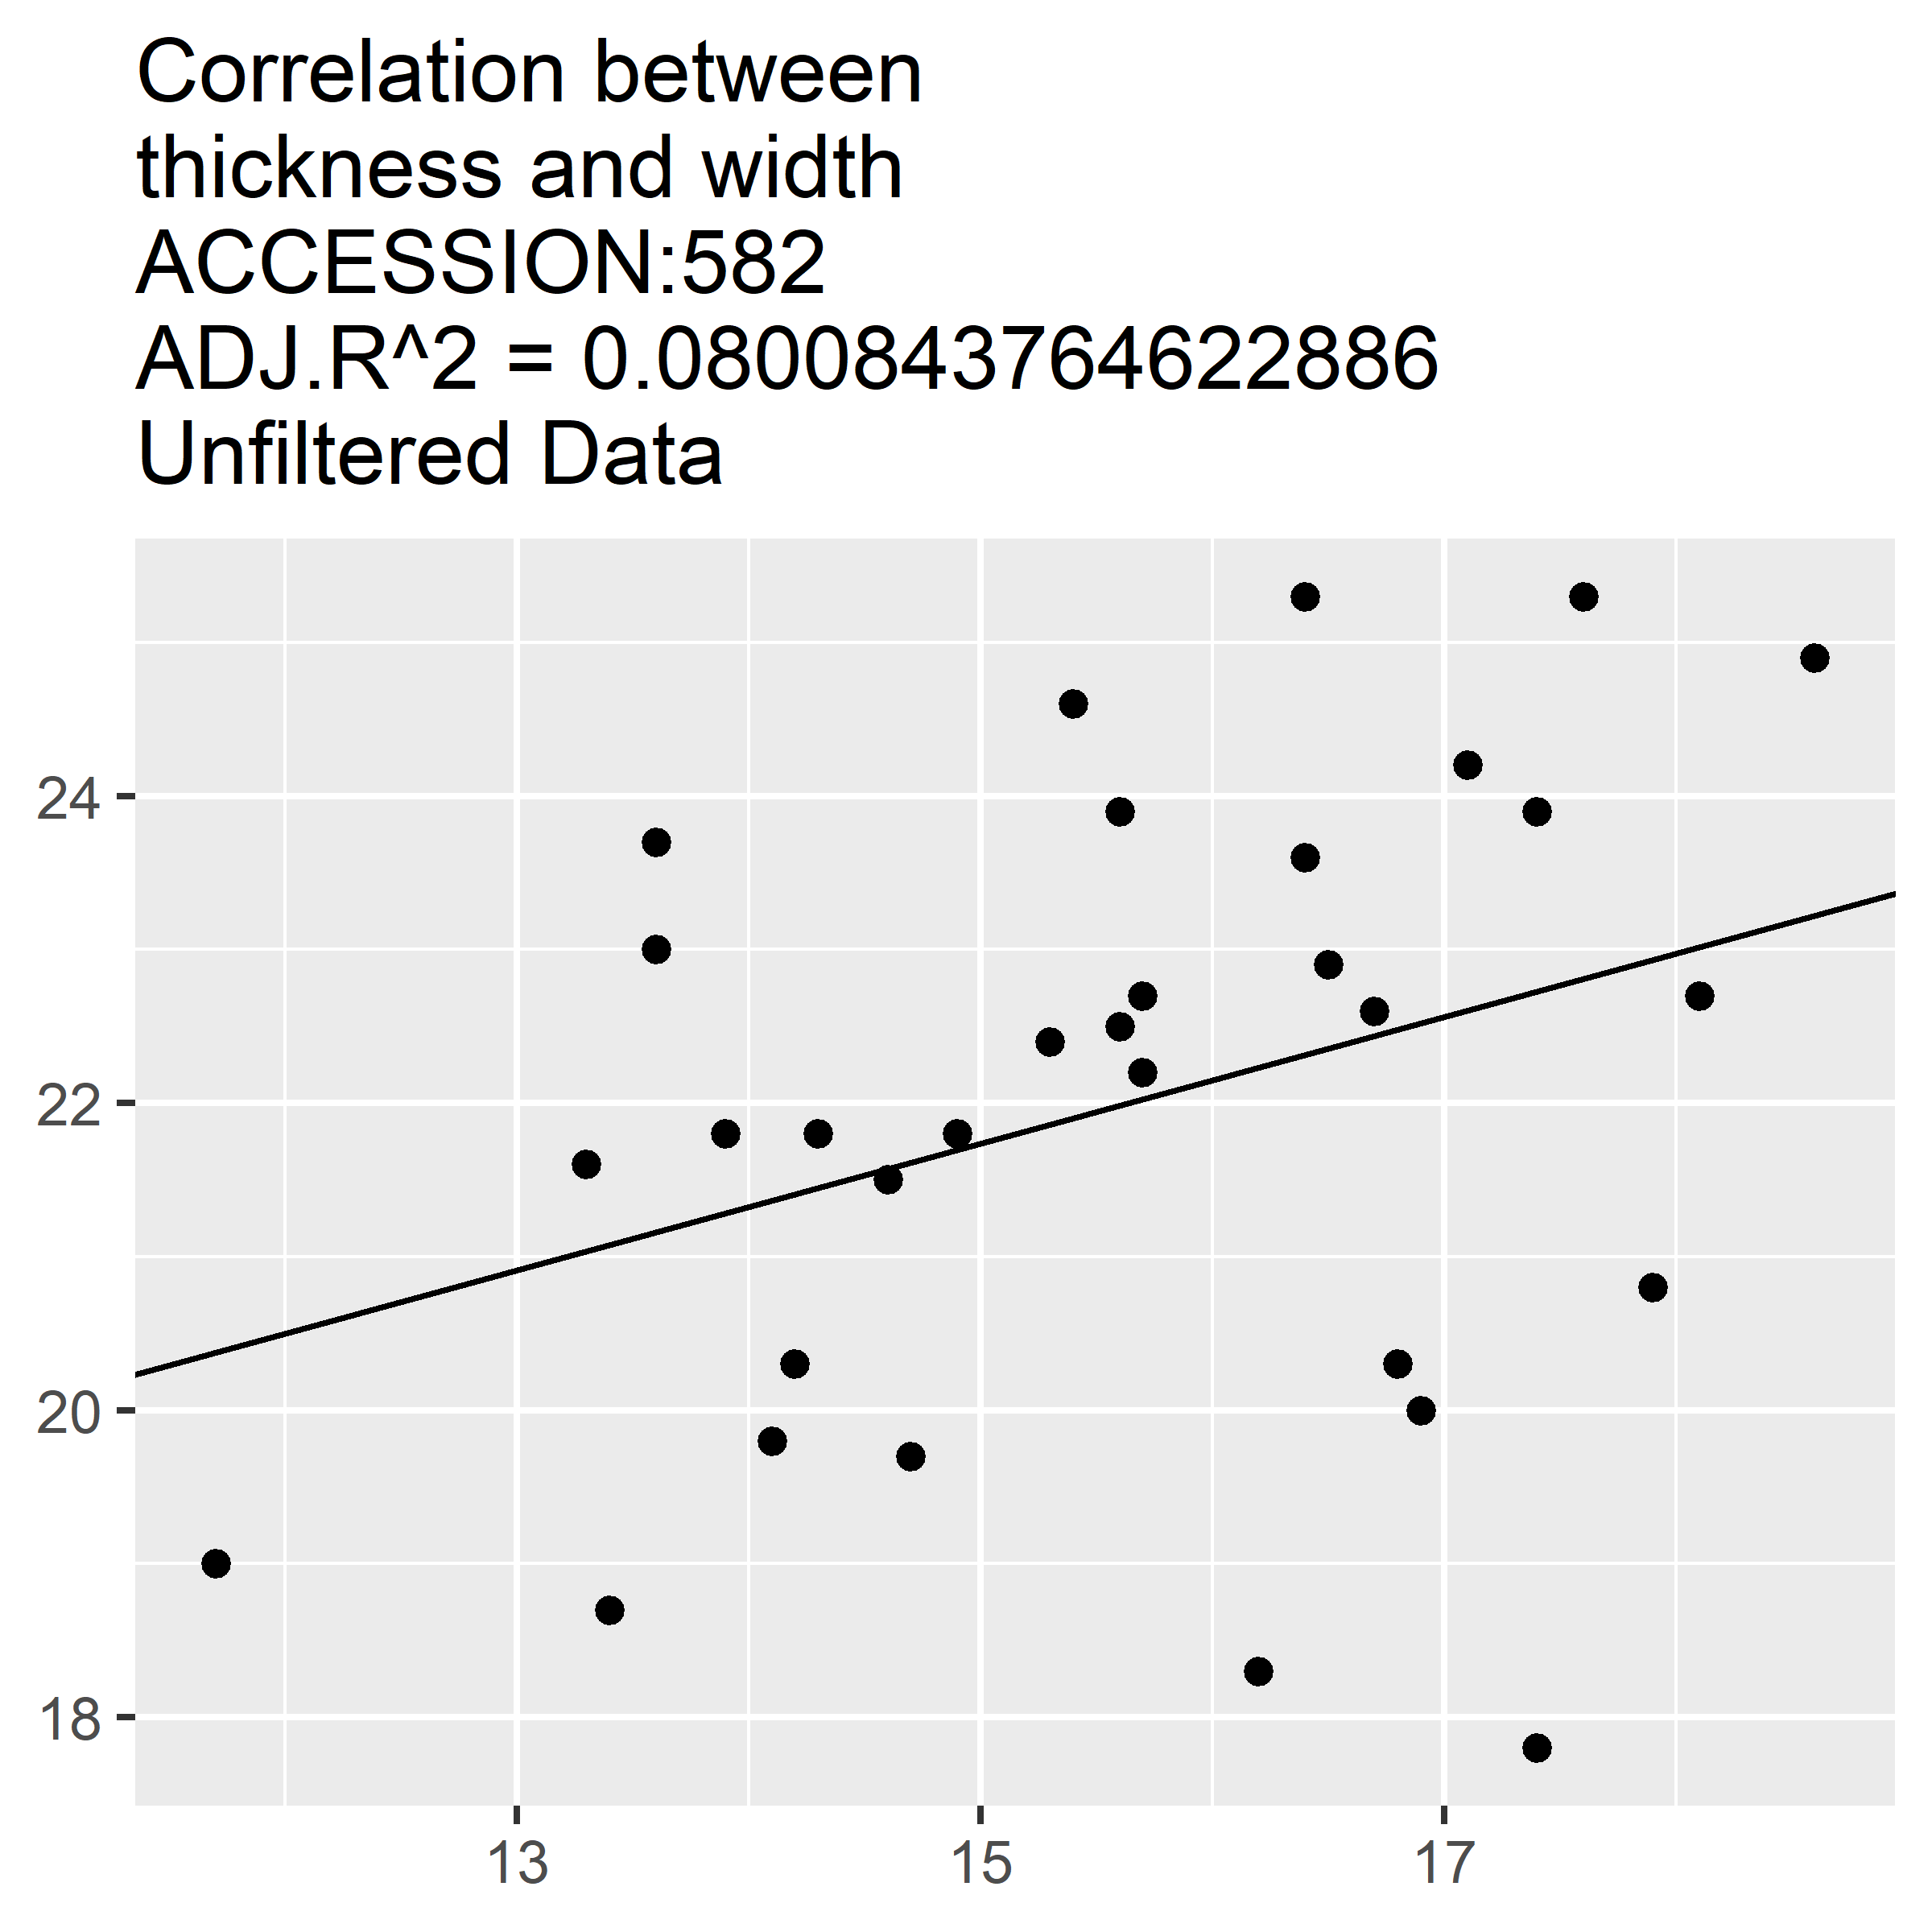 Correlation between
thickness and width
ACCESSION:582
ADJ.R^2 = 0.0800843764622886
Unfiltered Data
24
22
20
18
13
15
17